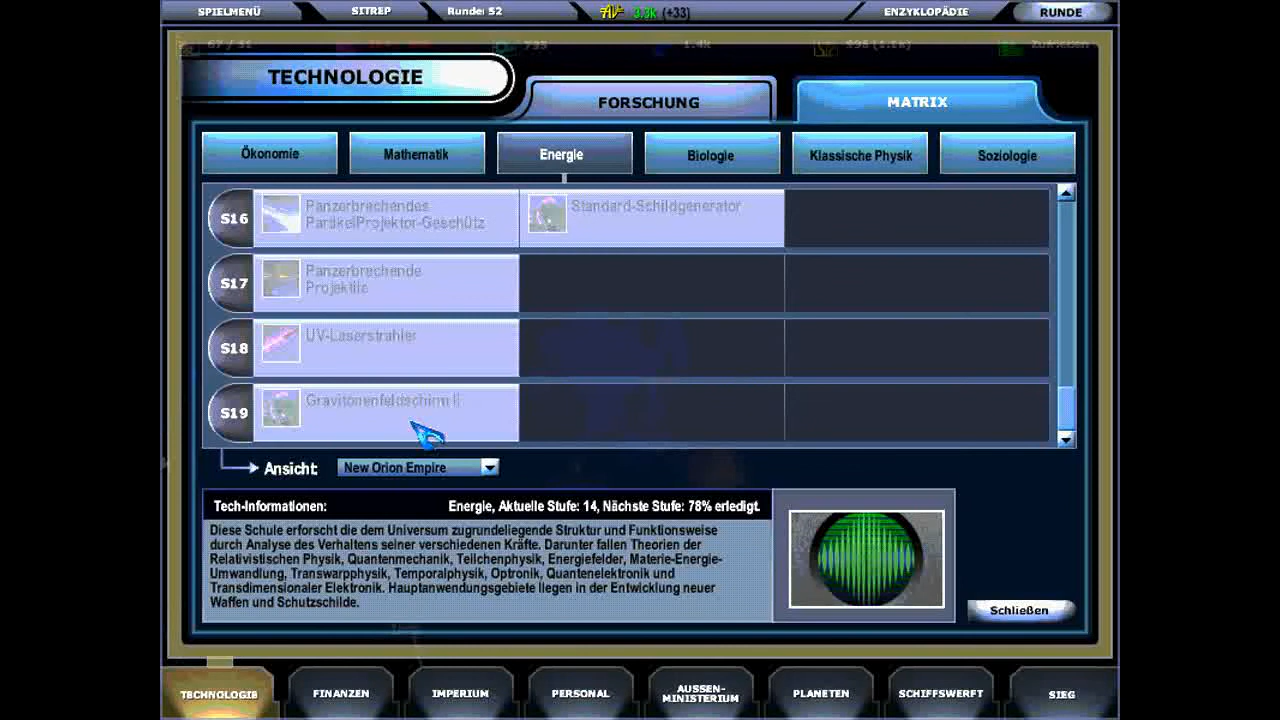 SPIELMENÜ SITREP Runde: 52 3.3k (+33) ENZYKLOPÄDIE RUNDE
TECHNOLOGIE
FORSCHUNG MATRIX
Ökonomie Mathematik Energie Biologie Klassische Physik Soziologie
S16 Panzerbrechendes PartikelProjektor-Geschütz Standard-Schildgenerator
S17 Panzerbrechende Projektile
S18 UV-Laserstrahler
S19 Gravitonenfeldschirm II
Ansicht: New Orion Empire
Tech-Informationen: Energie, Aktuelle Stufe: 14, Nächste Stufe: 78% erledigt.
Diese Schule erforscht die dem Universum zugrundeliegende Struktur und Funktionsweise
durch Analyse des Verhaltens seiner verschiedenen Kräfte. Darunter fallen Theorien der
Relativistischen Physik, Quantenmechanik, Teilchenphysik, Energiefelder, Materie-Energie-
Umwandlung, Transwarpphysik, Temporalphysik, Optronik, Quantenelektronik und
Transdimensionaler Elektronik. Hauptanwendungsgebiete liegen in der Entwicklung neuer
Waffen und Schutzschilde.
Schließen
TECHNOLOGIE FINANZEN IMPERIUM PERSONAL AUSSEN-MINISTERIUM PLANETEN SCHIFFSWERFT SIEG